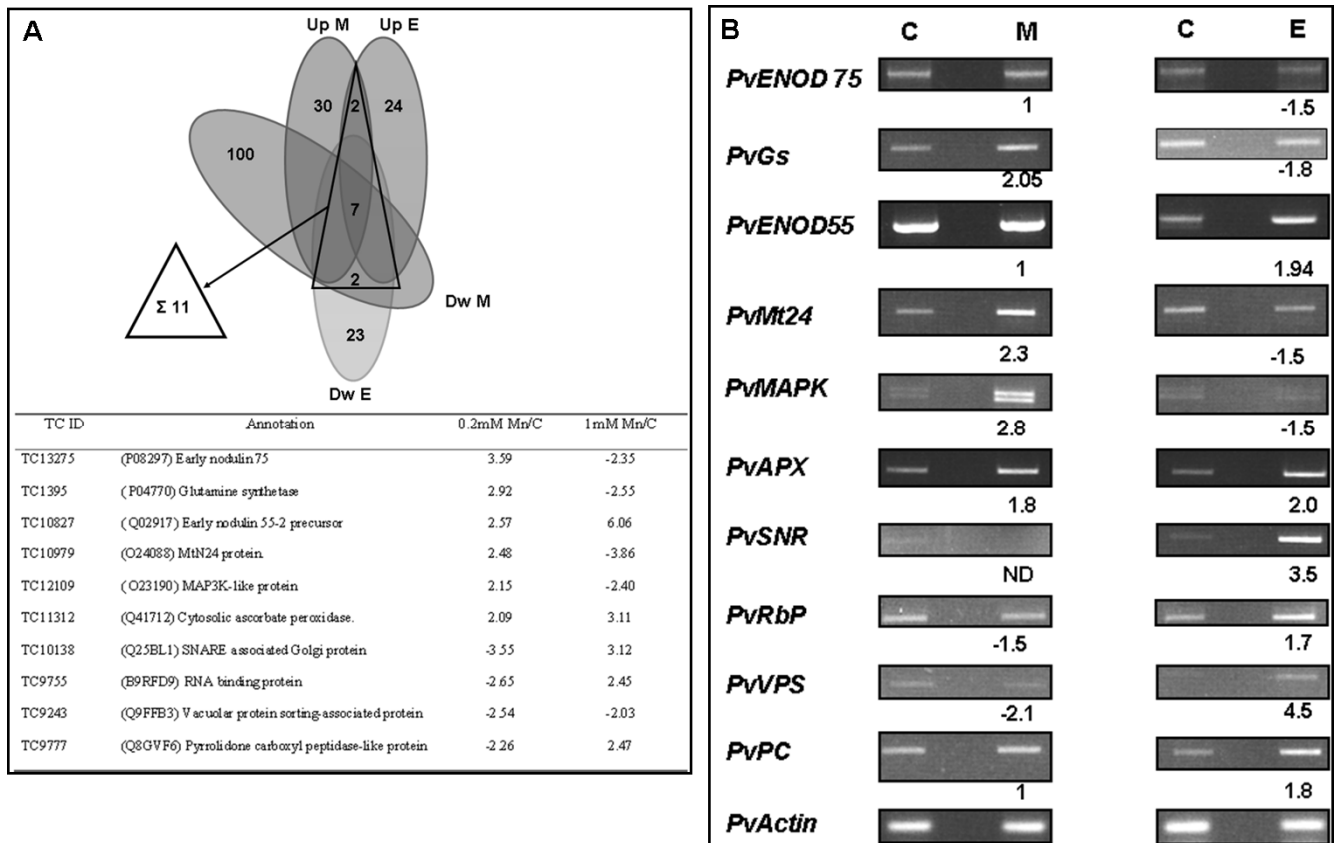 A
Up M Up E
30 2 24
100
7
2
Σ 11
Dw M
23
Dw E
TC ID Annotation 0.2mM Mn/C 1mM Mn/C
TC13275 (P08297) Early nodulin75 3.59 -2.35
TC1395 ( P04770) Glutamine synthetase 2.92 -2.55
TC10827 ( Q02917) Early nodulin 55-2 precursor 2.57 6.06
TC10979 (O24088) MtN24 protein. 2.48 -3.86
TC12109 ( O23190) MAP3K-like protein 2.15 -2.40
TC11312 (Q41712) Cytosolic ascorbate peroxidase. 2.09 3.11
TC10138 (Q25BL1) SNARE associated Golgi protein -3.55 3.12
TC9755 (B9RFD9) RNA binding protein -2.65 2.45
TC9243 (Q9FFB3) Vacuolar protein sorting-associated protein -2.54 -2.03
TC9777 (Q8GVF6) Pyrrolidone carboxyl peptidase-like protein -2.26 2.47
B
C M C E
PvENOD 75
1 -1.5
PvGs
2.05 -1.8
PvENOD55
1 1.94
PvMt24
2.3 -1.5
PvMAPK
2.8 -1.5
PvAPX
1.8 2.0
PvSNR
ND 3.5
PvRbP
-1.5 1.7
PvVPS
-2.1 4.5
PvPC
1 1.8
PvActin